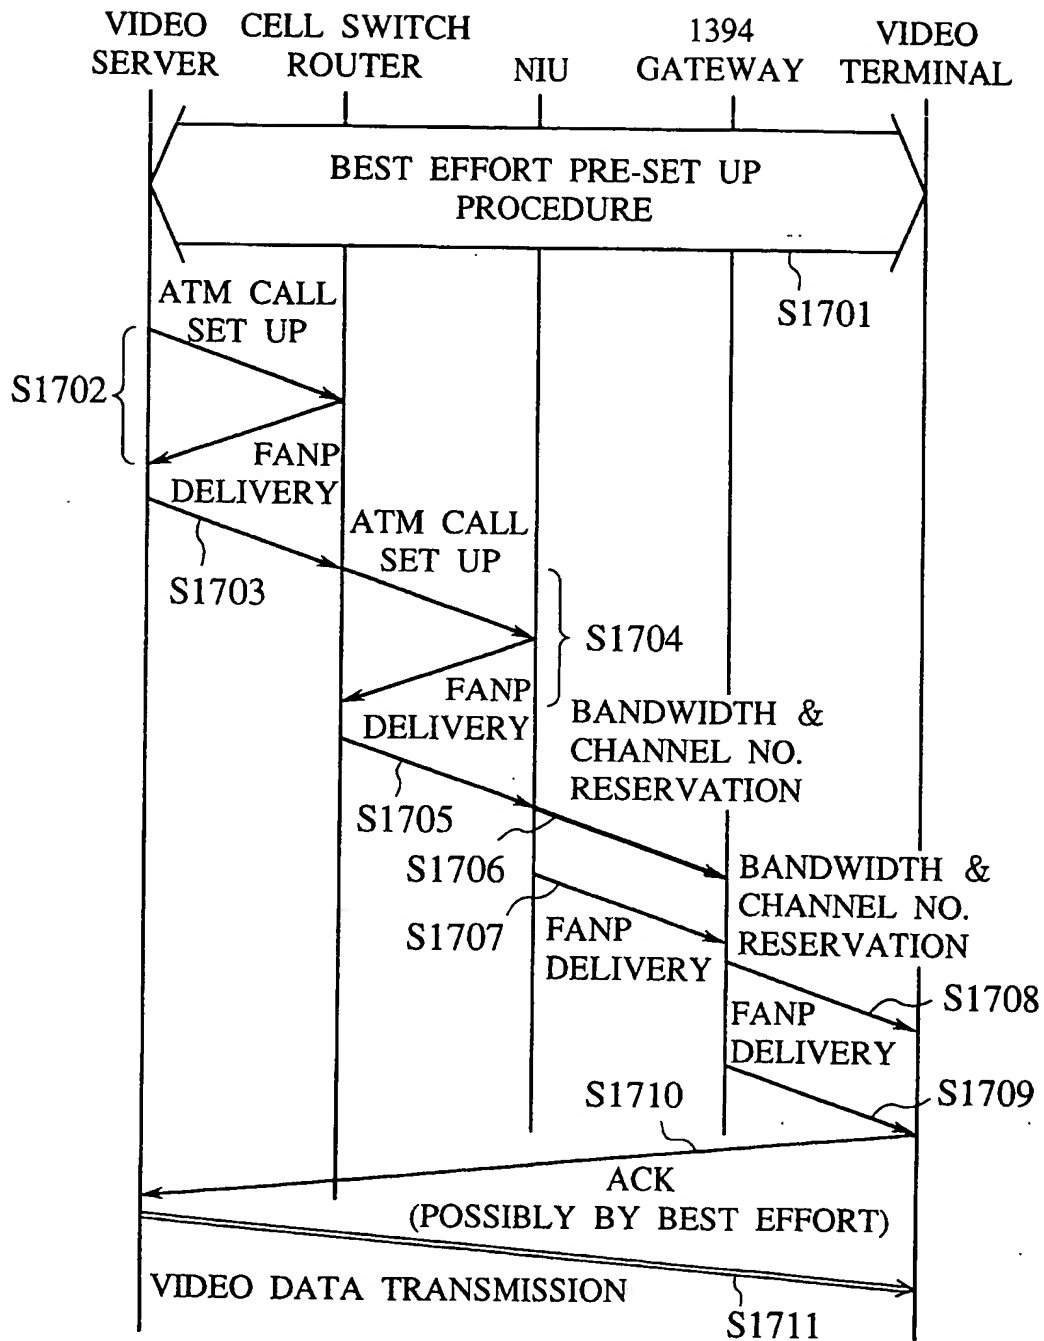 VIDEO
SERVER
CELL SWITCH
ROUTER
NIU
1394
GATEWAY
VIDEO
TERMINAL
BEST EFFORT PRE-SET UP
PROCEDURE
S1701
ATM CALL
SET UP
S1702
FANP
DELIVERY
S1703
ATM CALL
SET UP
S1704
FANP
DELIVERY
S1705
BANDWIDTH &
CHANNEL NO.
RESERVATION
S1706
S1707
FANP
DELIVERY
BANDWIDTH &
CHANNEL NO.
RESERVATION
S1708
FANP
DELIVERY
S1709
S1710
ACK
(POSSIBLY BY BEST EFFORT)
VIDEO DATA TRANSMISSION
S1711